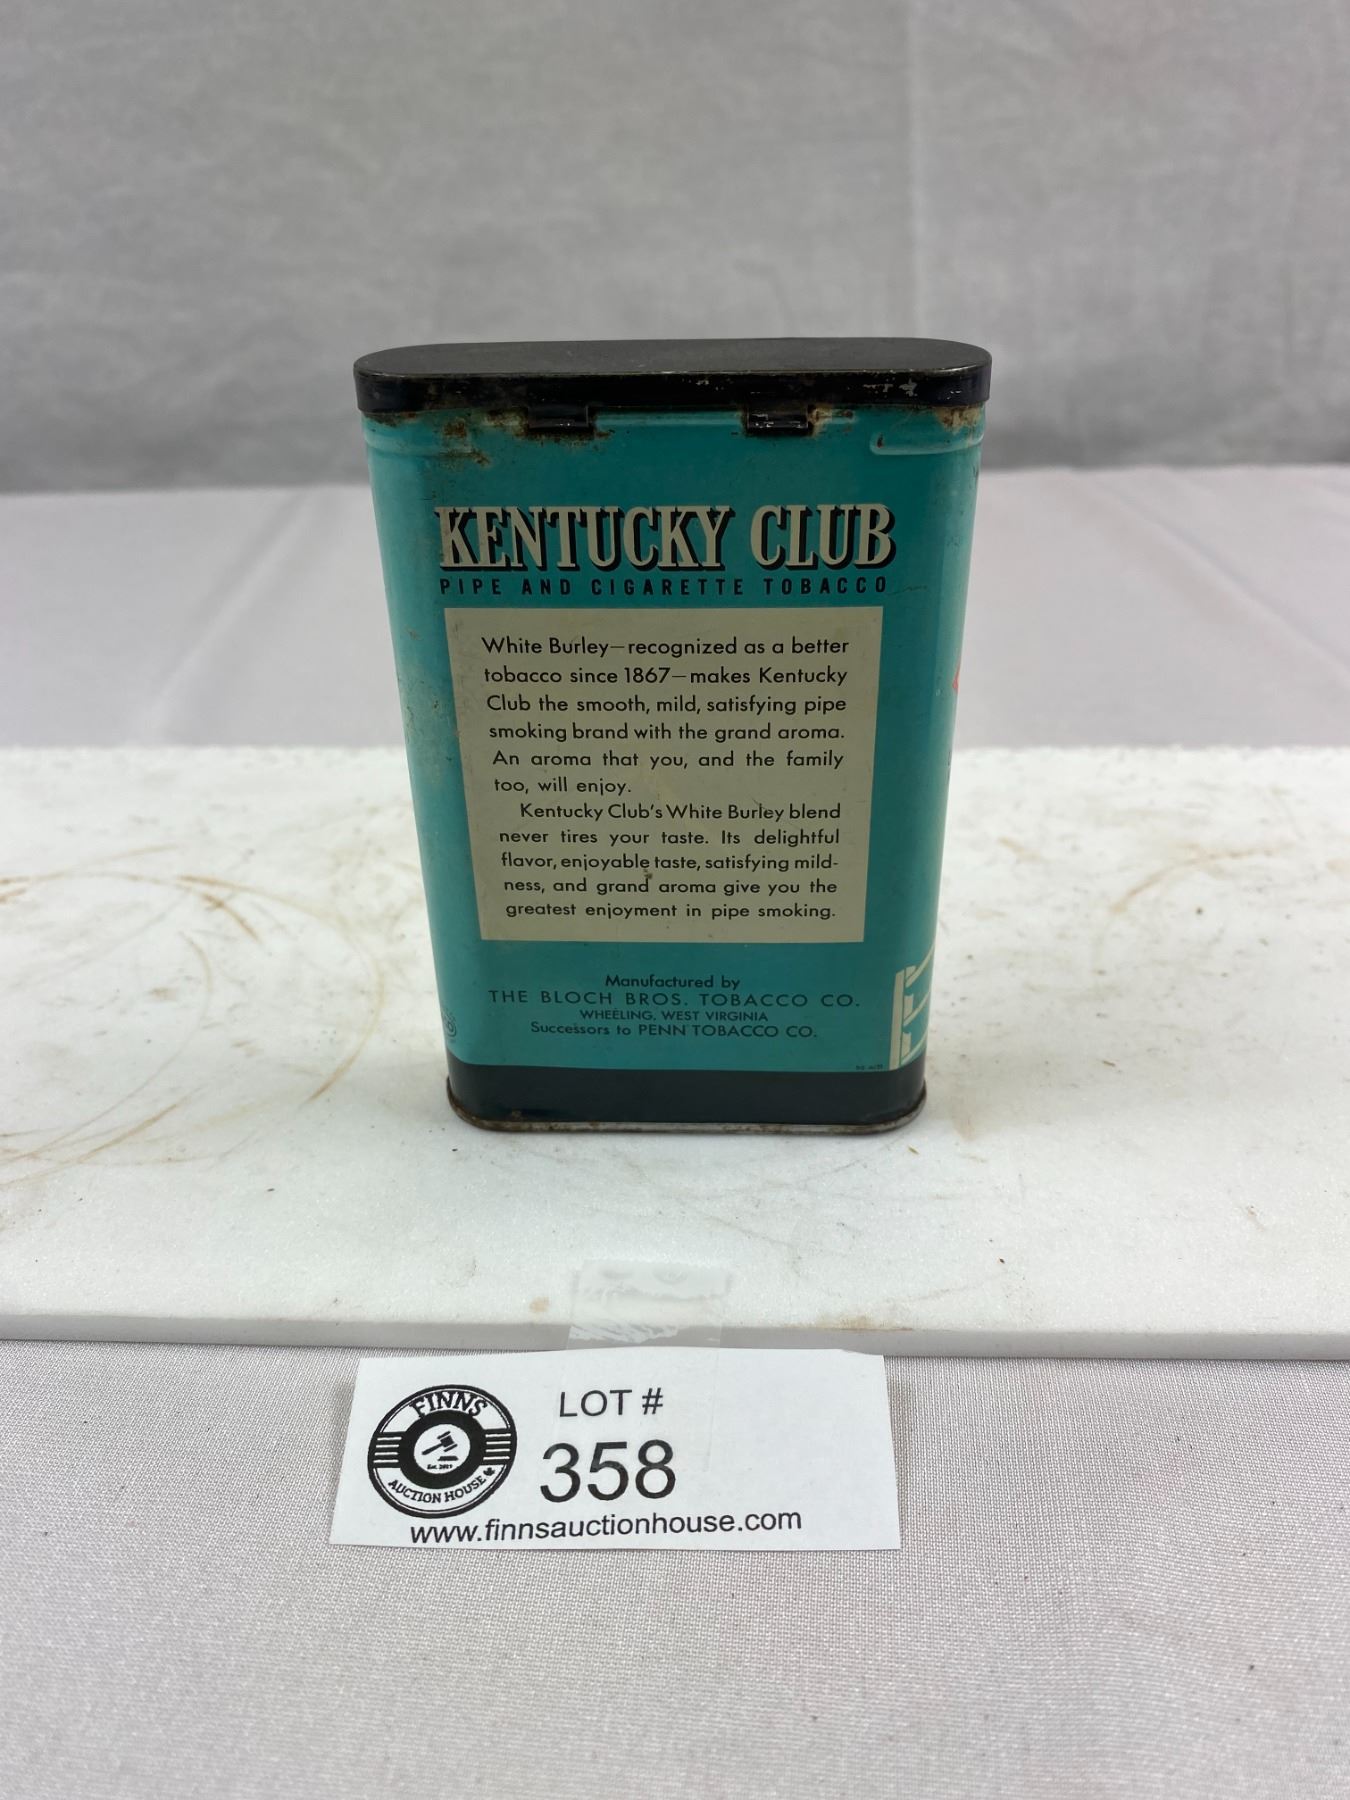 KENTUCKY CLUB
PIPE AND CIGARETTE TOBACCO
White Burley—recognized as a better
tobacco since 1867—makes Kentucky
Club the smooth, mild, satisfying pipe
smoking brand with the grand aroma.
An aroma that you, and the family
too, will enjoy.
Kentucky Club's White Burley blend
never tires your taste. Its delightful
flavor, enjoyable taste, satisfying mild-
ness, and grand aroma give you the
greatest enjoyment in pipe smoking.
Manufactured by
THE BLOCH BROS. TOBACCO CO.
WHEELING, WEST VIRGINIA
Successors to PENN TOBACCO CO.
FINNS
AUCTION HOUSE
LOT #
358
www.finnsauctionhouse.com